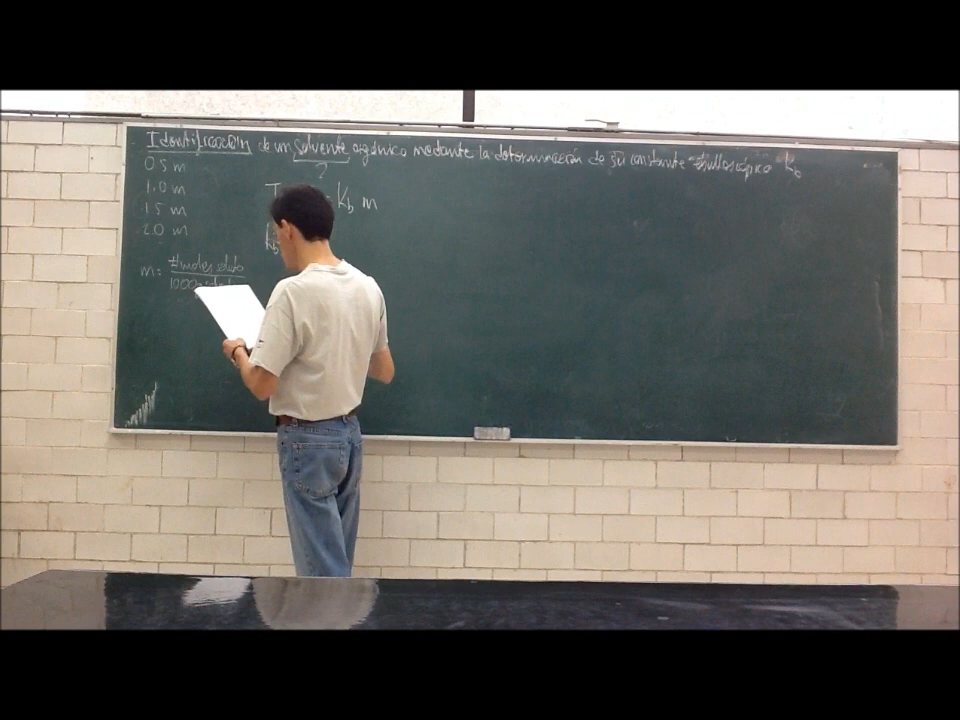 Identificación de un solvente orgánico mediante la determinación de su constante ebulloscópica Kb
?
0.5 m
1.0 m
1.5 m
2.0 m
T
Kb m
Kb
m = # moles soluto
1000